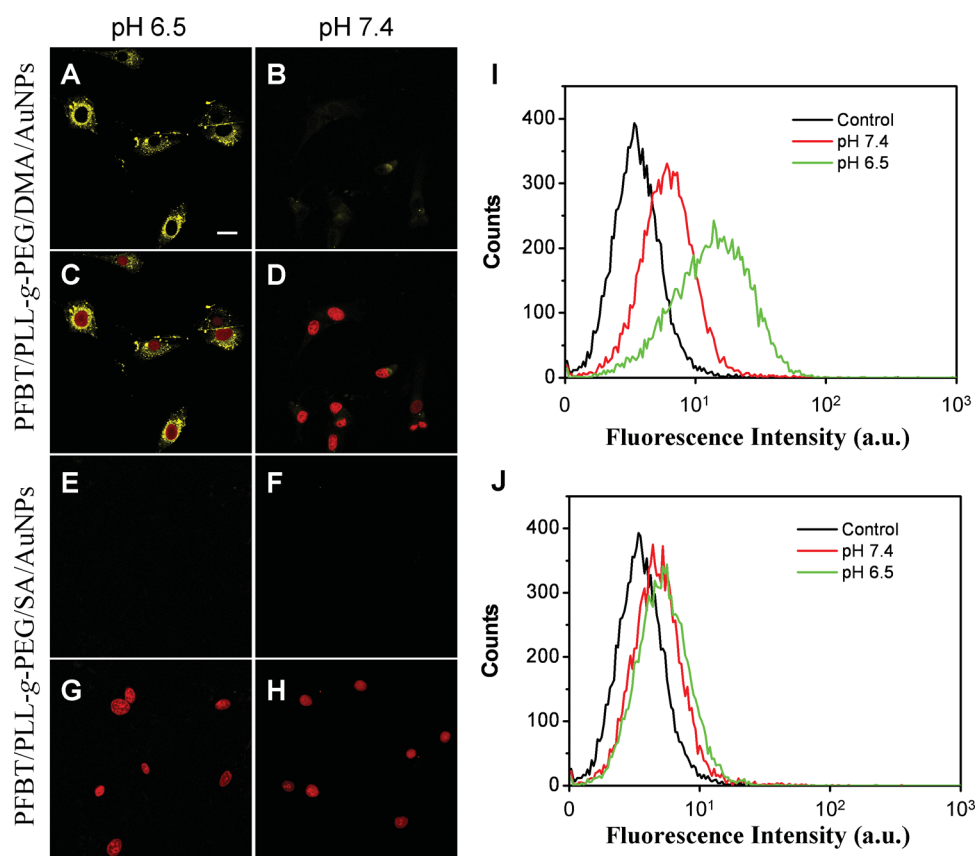 pH 6.5
pH 7.4
PFBT/PLL-g-PEG/DMA/AuNPs
A
B
C
D
PFBT/PLL-g-PEG/SA/AuNPs
E
F
G
H
I
Counts
400
300
200
100
0
Control
pH 7.4
pH 6.5
0
10¹
10²
10³
Fluorescence Intensity (a.u.)
J
Counts
400
300
200
100
0
Control
pH 7.4
pH 6.5
0
10¹
10²
10³
Fluorescence Intensity (a.u.)